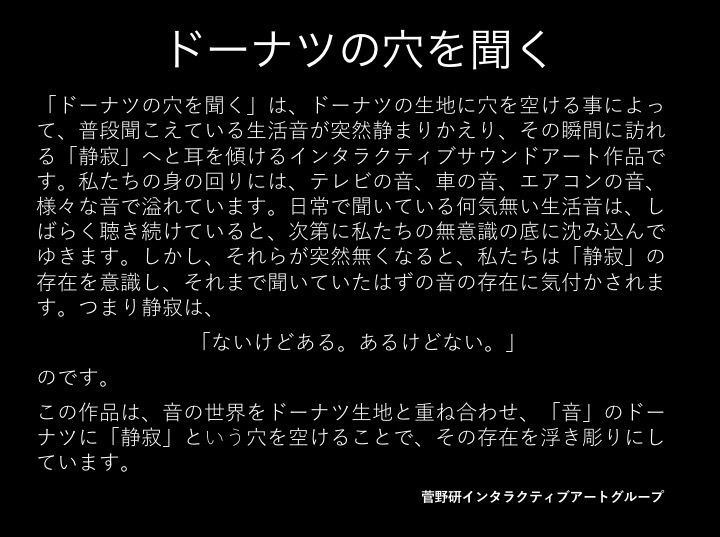 ドーナツの穴を聞く
「ドーナツの穴を聞く」は、ドーナツの生地に穴を空ける事によっ
て、普段聞こえている生活音が突然静まりかえり、その瞬間に訪れ
る「静寂」へと耳を傾けるインタラクティブサウンドアート作品で
す。私たちの身の回りには、テレビの音、車の音、エアコンの音、
様々な音で溢れています。日常で聞いている何気無い生活音は、し
ばらく聴き続けていると、次第に私たちの無意識の底に沈み込んで
ゆきます。しかし、それらが突然無くなると、私たちは「静寂」の
存在を意識し、それまで聞いていたはずの音の存在に気付かされま
す。つまり静寂は、
「ないけどある。あるけどない。」
のです。
この作品は、音の世界をドーナツ生地と重ね合わせ、「音」のドー
ナツに「静寂」という穴を空けることで、その存在を浮き彫りにし
ています。
菅野研インタラクティブアートグループ